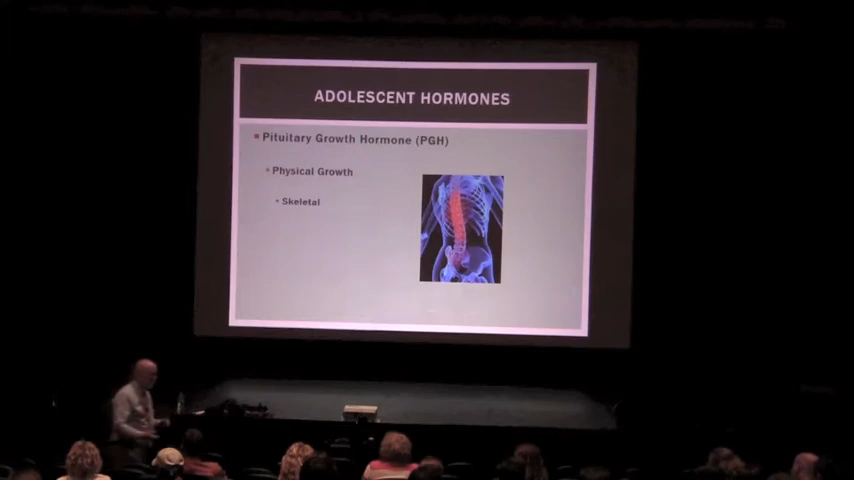 ADOLESCENT HORMONES
Pituitary Growth Hormone (PGH)
Physical Growth
Skeletal